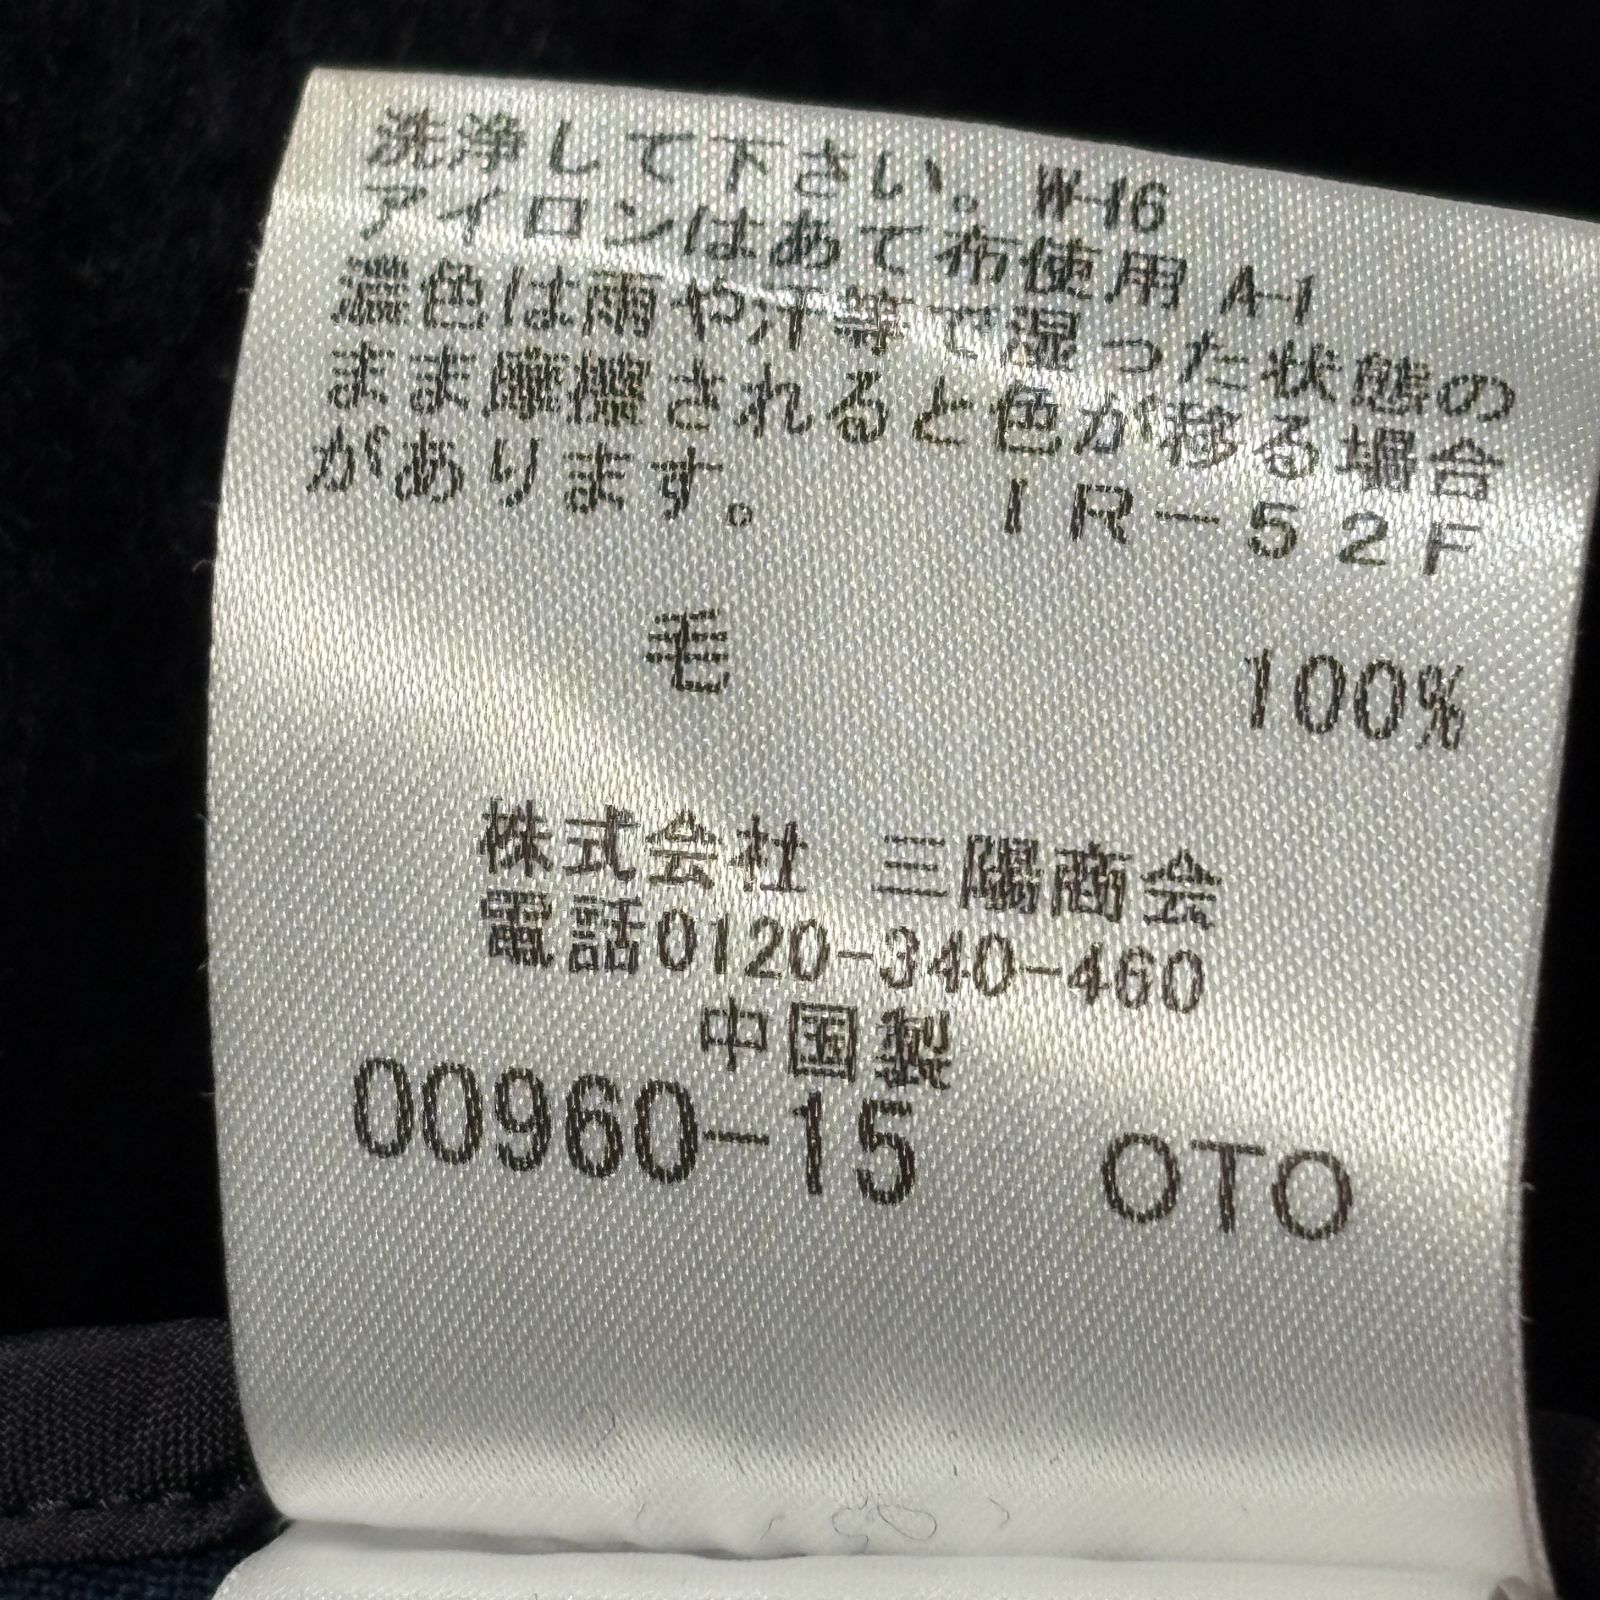 洗浄して下さい。W-16
アイロンはあて布使用 A-1
濃色は雨や汗等で湿った状態の
まま摩擦されると色が移る場合
があります。 IR-52F
毛 100%
株式会社 三陽商会
電話0120-340-460
中国製
00960-15 OTO